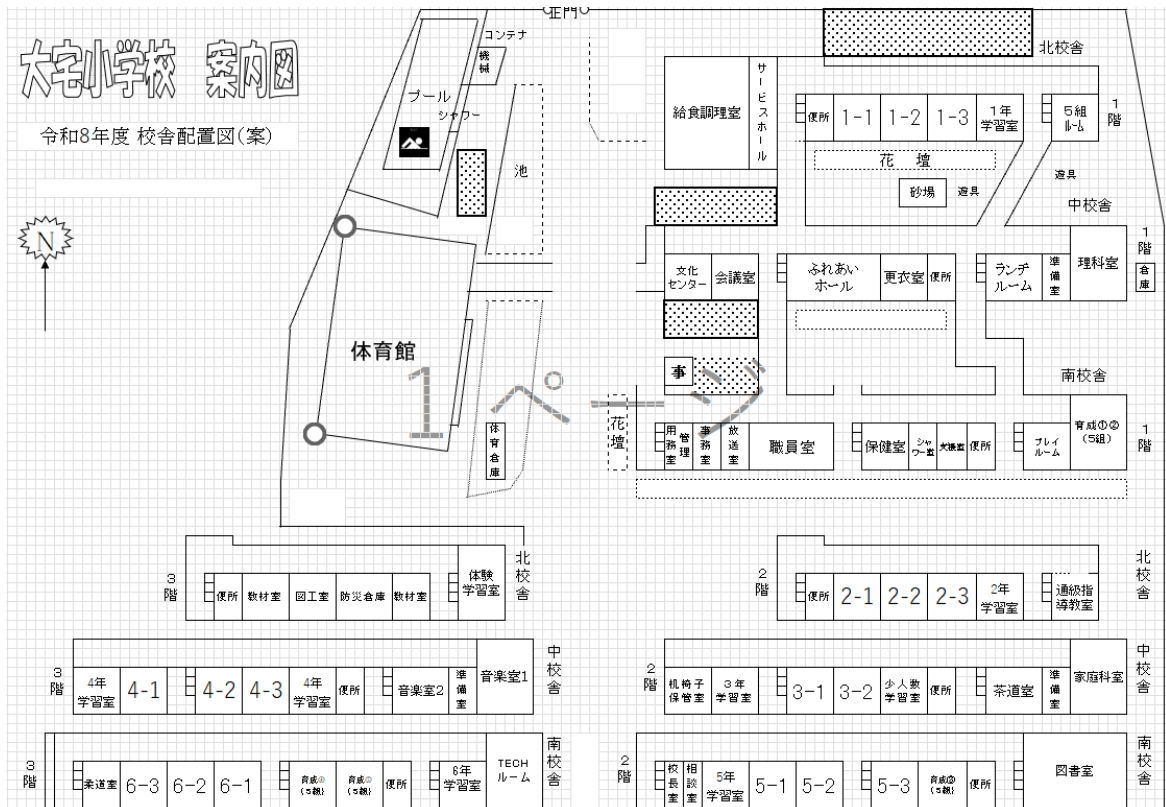 正門
大宅小学校 案内図
令和8年度 校舎配置図(案)
N
コンテナ
機械
プール
シャワー
池
体育館
体育倉庫
花壇
1 ページ
北校舎
1階
給食調理室
サービスホール
便所
1-1
1-2
1-3
1年学習室
5組ルーム
花 壇
砂場
遊具
遊具
中校舎
1階
文化センター
会議室
ふれあいホール
更衣室
便所
ランチルーム
準備室
理科室
倉庫
事
南校舎
1階
用務室
管理
事務室
放送室
職員室
保健室
シャワー室
便所
プレイルーム
育成①②(5組)
北校舎
3階
便所
教材室
図工室
防災倉庫
教材室
体験学習室
北校舎
2階
便所
2-1
2-2
2-3
2年学習室
通級指導教室
中校舎
3階
4年学習室
4-1
4-2
4-3
4年学習室
便所
音楽室2
準備室
音楽室1
中校舎
2階
机椅子保管室
3年学習室
3-1
3-2
少人数学習室
便所
茶道室
準備室
家庭科室
南校舎
3階
柔道室
6-3
6-2
6-1
便所
6年学習室
TECHルーム
南校舎
2階
校長室
相談室
5年学習室
5-1
5-2
5-3
便所
図書室